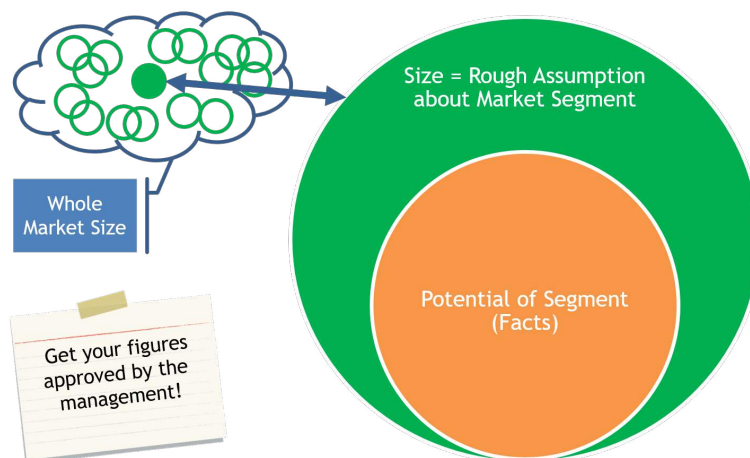 Size = Rough Assumption
about Market Segment
Whole
Market Size
Potential of Segment
(Facts)
Get your figures
approved by the
management!